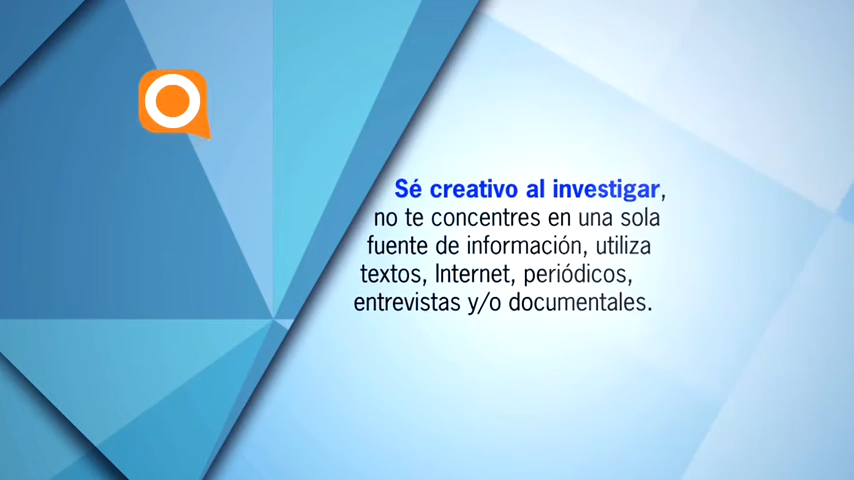 Sé creativo al investigar,
no te concentres en una sola
fuente de información, utiliza
textos, Internet, periódicos,
entrevistas y/o documentales.